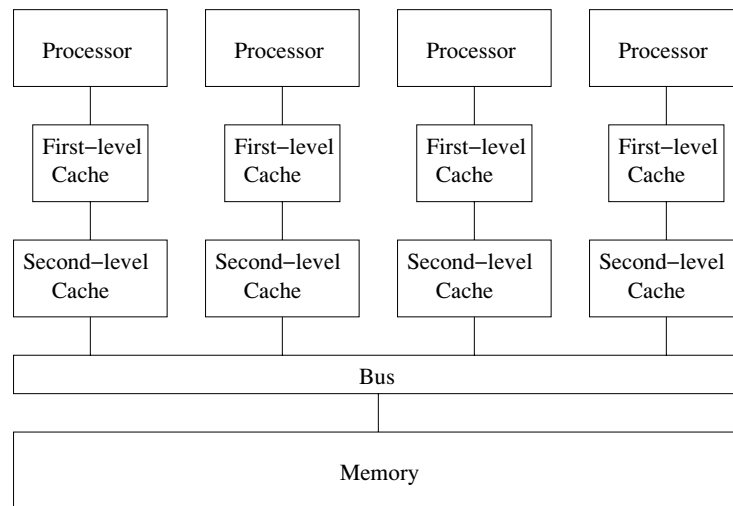 Processor
Processor
Processor
Processor
First−level
Cache
First−level
Cache
First−level
Cache
First−level
Cache
Second−level
Cache
Second−level
Cache
Second−level
Cache
Second−level
Cache
Bus
Memory